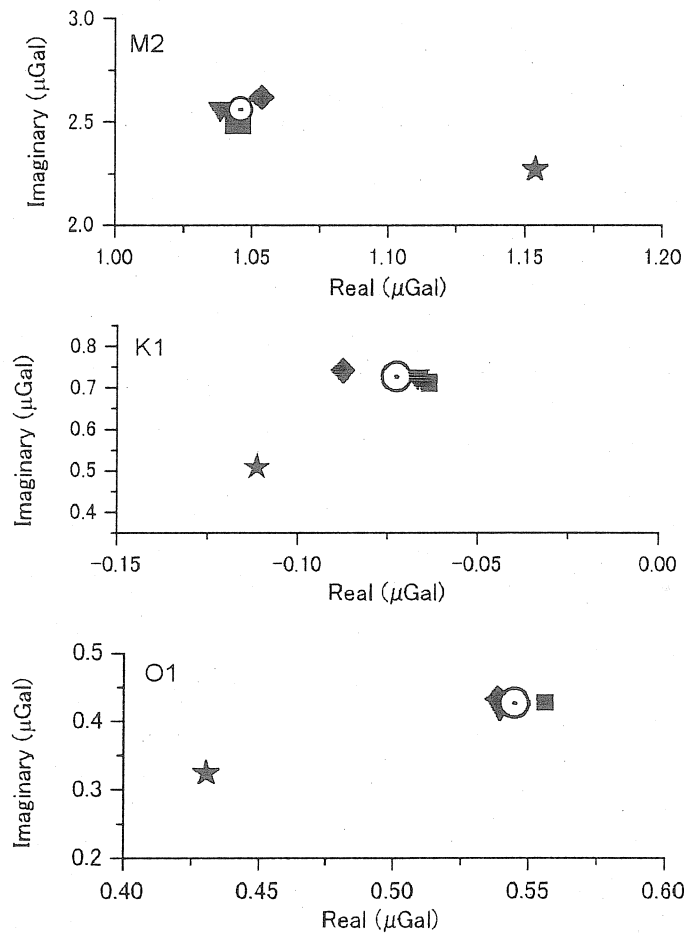 M2
Imaginary (μGal)
3.0
2.5
2.0
1.00 1.05 1.10 1.15 1.20
Real (μGal)
K1
Imaginary (μGal)
0.8
0.7
0.6
0.5
0.4
-0.15 -0.10 -0.05 0.00
Real (μGal)
O1
Imaginary (μGal)
0.5
0.4
0.3
0.2
0.40 0.45 0.50 0.55 0.60
Real (μGal)